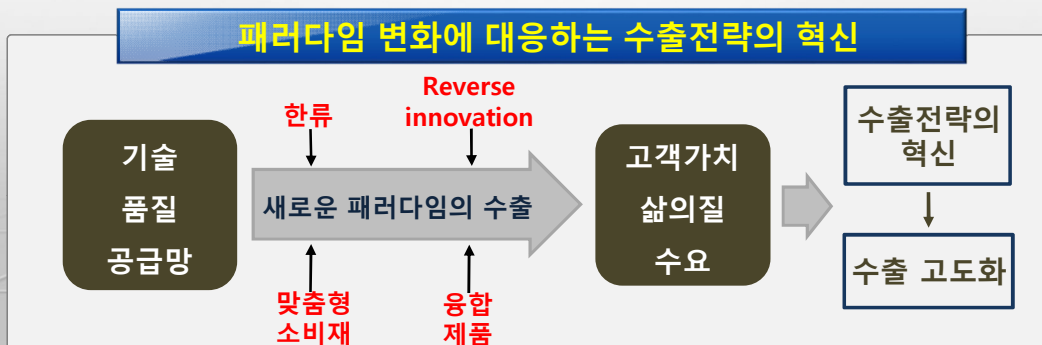 패러다임 변화에 대응하는 수출전략의 혁신
기술
품질
공급망
한류
Reverse
innovation
새로운 패러다임의 수출
맞춤형
소비재
융합
제품
고객가치
삶의질
수요
수출전략의
혁신
수출 고도화